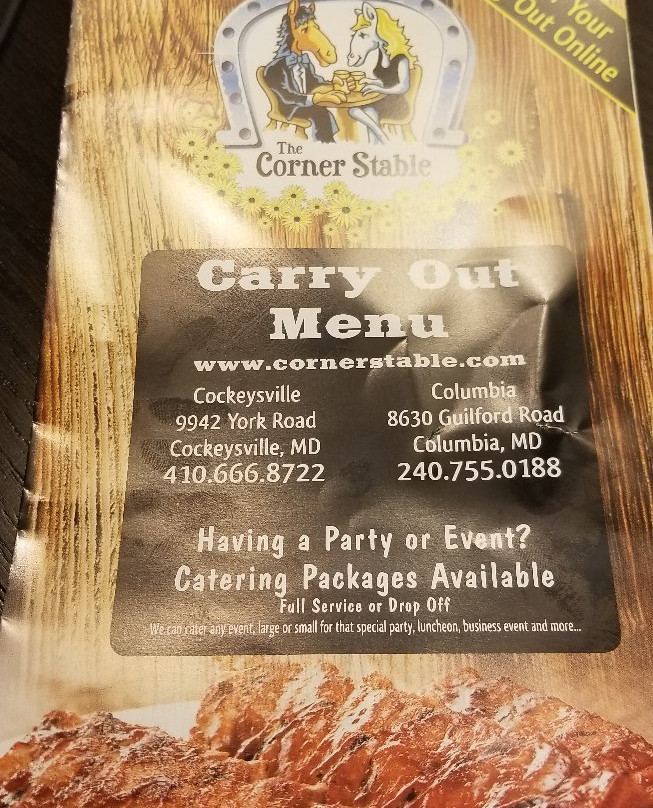 Your
Out Online
The
Corner Stable
Carry Out
Menu
www.cornerstable.com
Cockeysville
9942 York Road
Cockeysville, MD
410.666.8722
Columbia
8630 Guilford Road
Columbia, MD
240.755.0188
Having a Party or Event?
Catering Packages Available
Full Service or Drop Off
We can cater any event, large or small for that special party, luncheon, business event and more...